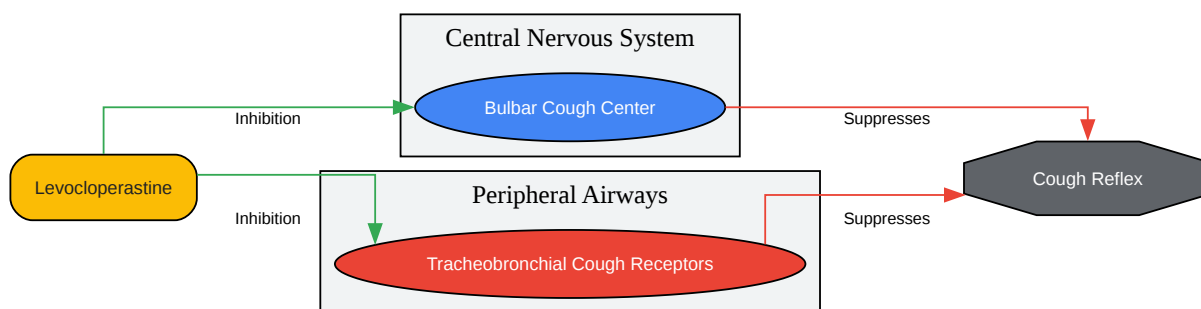 Central Nervous System
Bulbar Cough Center
Inhibition
Suppresses
Levocloperastine
Cough Reflex
Peripheral Airways
Inhibition
Suppresses
Tracheobronchial Cough Receptors